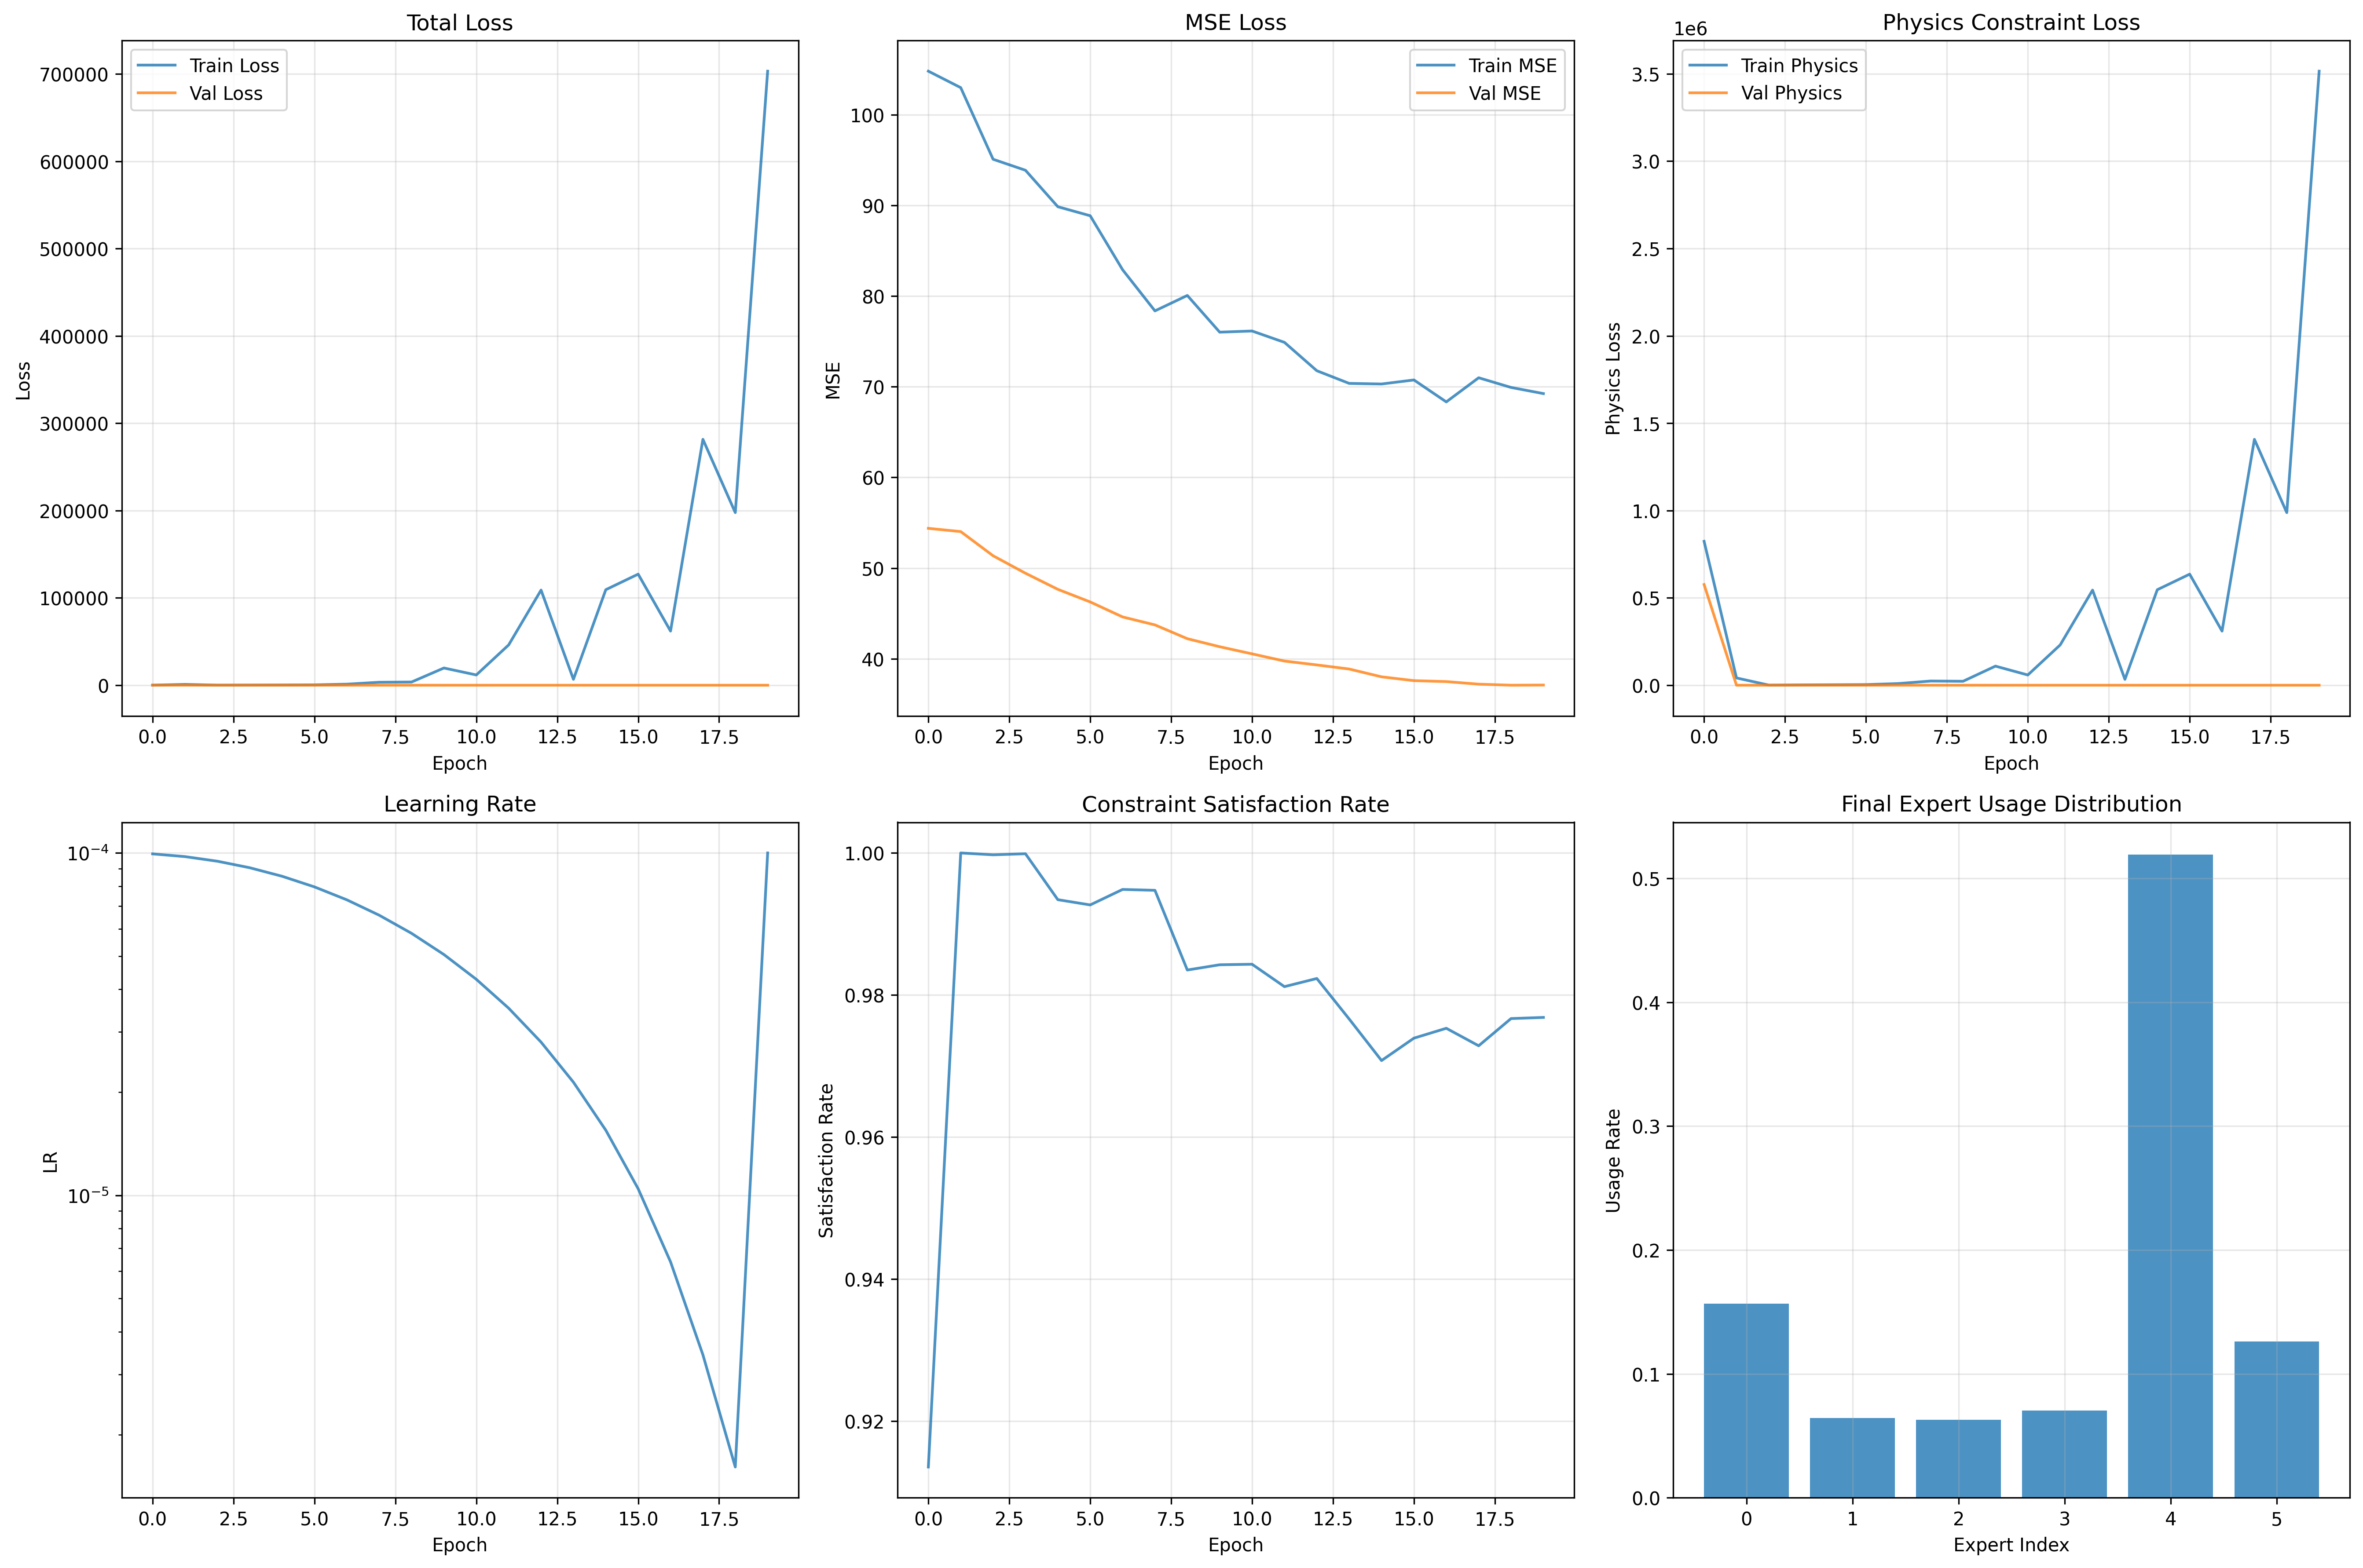 Total Loss
Train Loss
Val Loss
700000
600000
500000
400000
300000
200000
100000
0
Loss
0.0 2.5 5.0 7.5 10.0 12.5 15.0 17.5
Epoch
MSE Loss
Train MSE
Val MSE
100
90
80
70
60
50
40
MSE
0.0 2.5 5.0 7.5 10.0 12.5 15.0 17.5
Epoch
Physics Constraint Loss
1e6
Train Physics
Val Physics
3.5
3.0
2.5
2.0
1.5
1.0
0.5
0.0
Physics Loss
0.0 2.5 5.0 7.5 10.0 12.5 15.0 17.5
Epoch
Learning Rate
10⁻⁴
10⁻⁵
LR
0.0 2.5 5.0 7.5 10.0 12.5 15.0 17.5
Epoch
Constraint Satisfaction Rate
1.00
0.98
0.96
0.94
0.92
Satisfaction Rate
0.0 2.5 5.0 7.5 10.0 12.5 15.0 17.5
Epoch
Final Expert Usage Distribution
0.5
0.4
0.3
0.2
0.1
0.0
Usage Rate
0 1 2 3 4 5
Expert Index